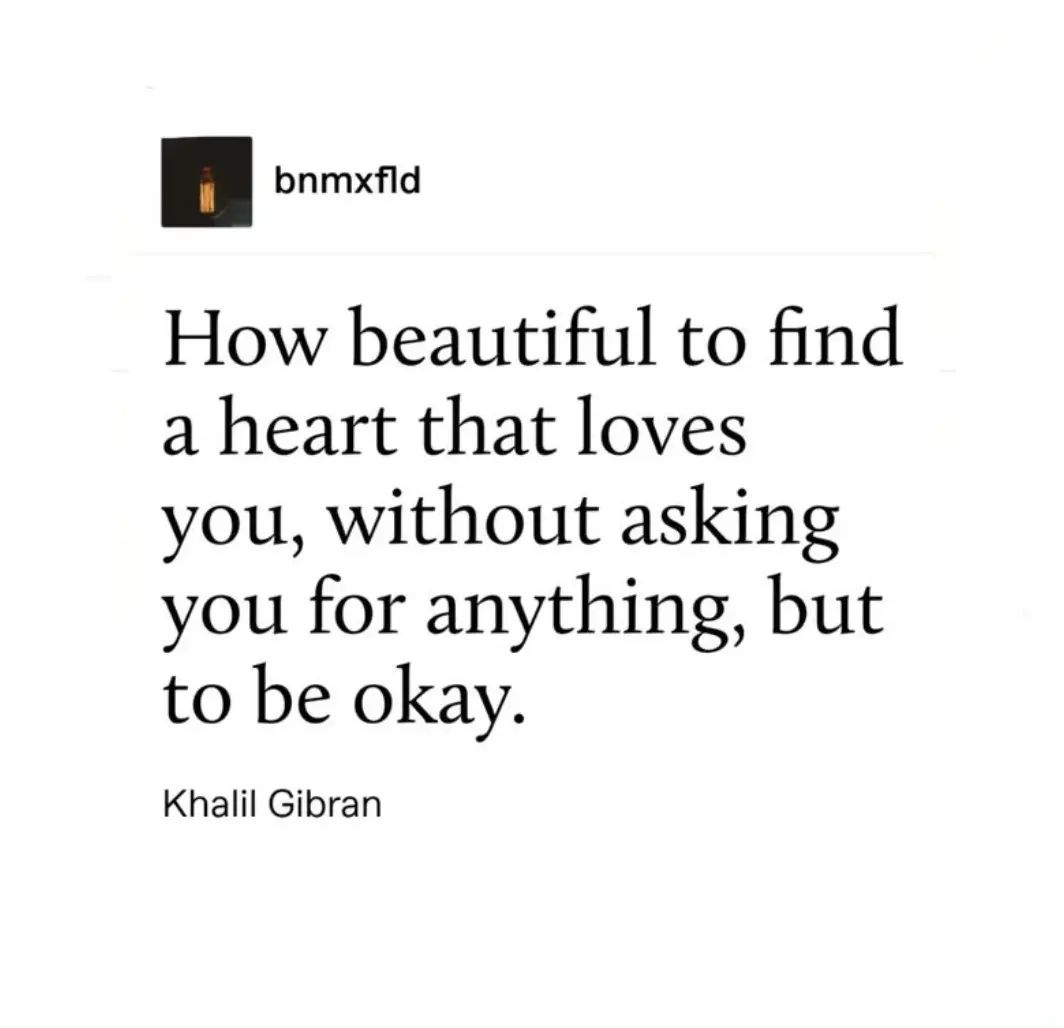 bnmxfld
How beautiful to find
a heart that loves
you, without asking
you for anything, but
to be okay.
Khalil Gibran